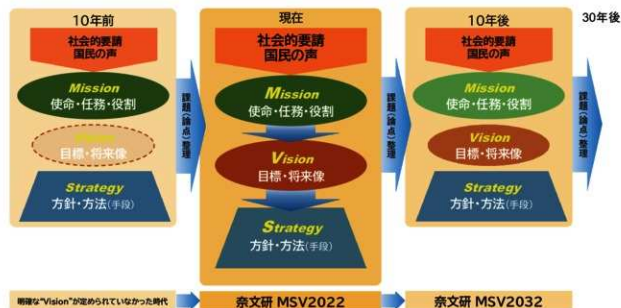 10年前
社会的要請
国民の声
Mission
使命・任務・役割
目標・将来像
Strategy
方針・方法(手段)
明確な"Vision"が定められていなかった時代
課題(論点)整理
現在
社会的要請
国民の声
Mission
使命・任務・役割
Vision
目標・将来像
Strategy
方針・方法(手段)
奈文研 MSV2022
課題(論点)整理
10年後
社会的要請
国民の声
Mission
使命・任務・役割
Vision
目標・将来像
Strategy
方針・方法(手段)
奈文研 MSV2032
課題(論点)整理
30年後